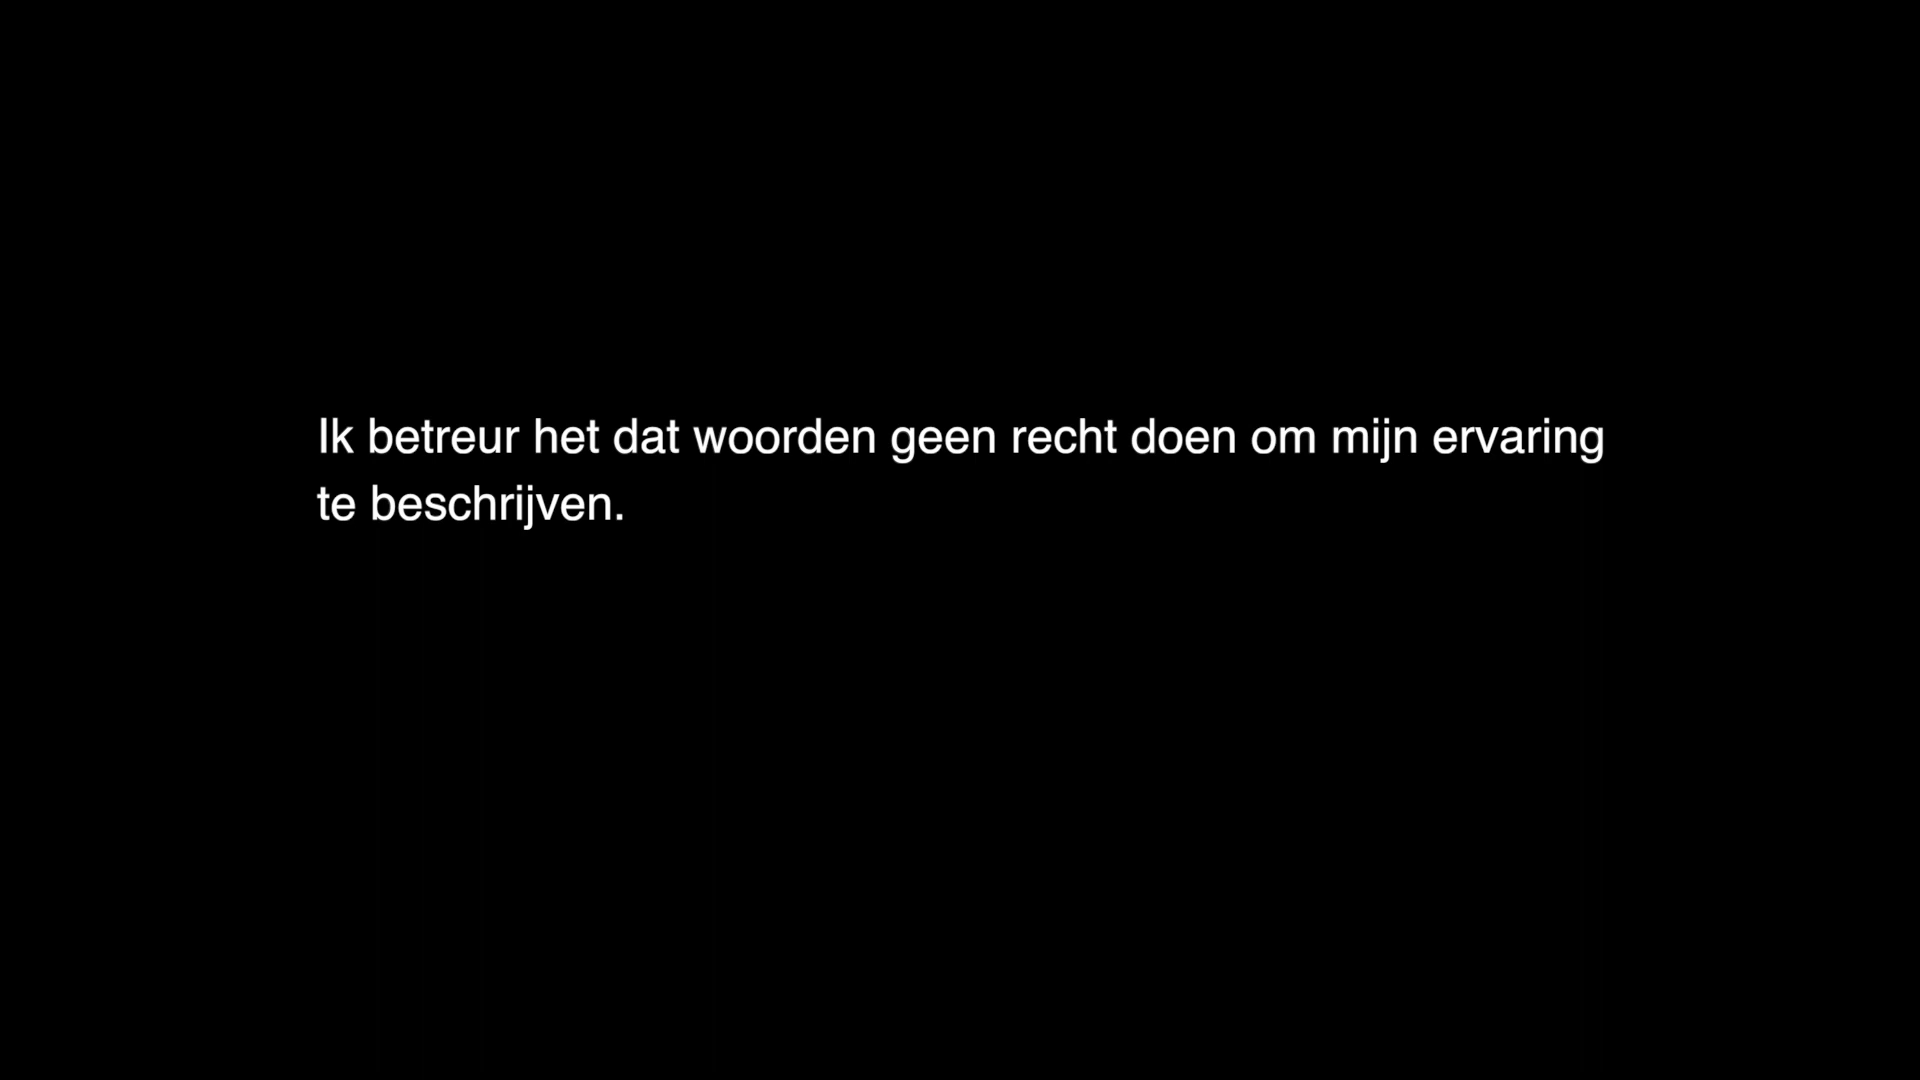 Ik betreur het dat woorden geen recht doen om mijn ervaring
te beschrijven.